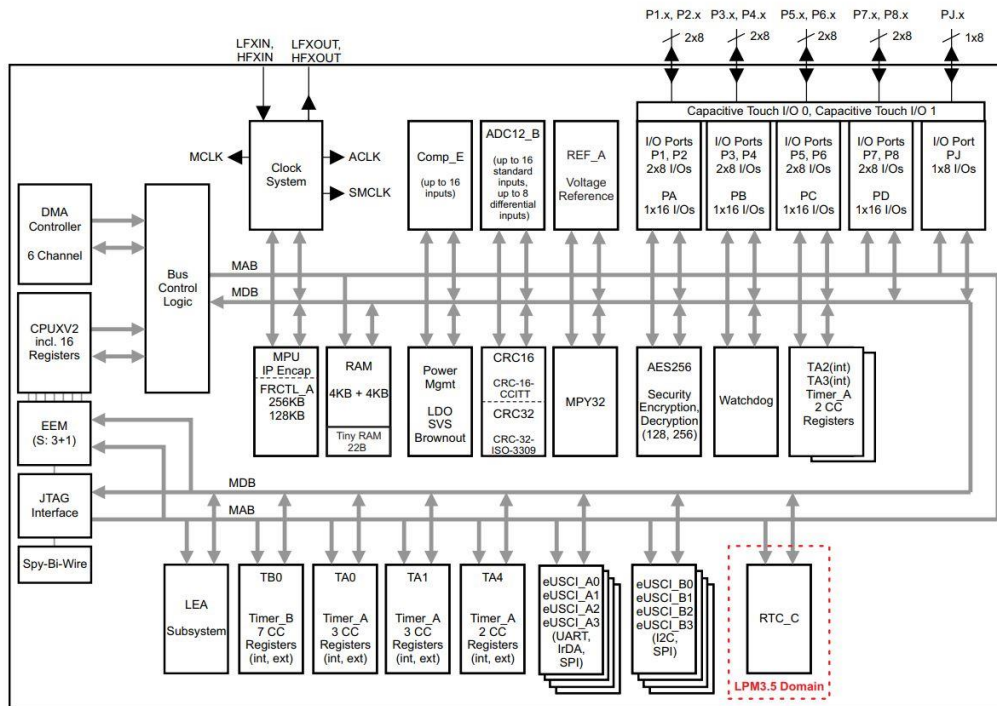 P1.x, P2.x
P3.x, P4.x
P5.x, P6.x
P7.x, P8.x
PJ.x
2x8
2x8
2x8
2x8
1x8
LFXIN,
HFXIN
LFXOUT,
HFXOUT
MCLK
Clock
System
ACLK
SMCLK
Comp_E
(up to 16
inputs)
ADC12_B
(up to 16
standard
inputs,
up to 8
differential
inputs)
REF_A
Voltage
Reference
Capacitive Touch I/O 0, Capacitive Touch I/O 1
I/O Ports
P1, P2
2x8 I/Os
PA
1x16 I/Os
I/O Ports
P3, P4
2x8 I/Os
PB
1x16 I/Os
I/O Ports
P5, P6
2x8 I/Os
PC
1x16 I/Os
I/O Ports
P7, P8
2x8 I/Os
PD
1x16 I/Os
I/O Port
PJ
1x8 I/Os
DMA
Controller
6 Channel
Bus
Control
Logic
MAB
MDB
CPUXV2
incl. 16
Registers
MPU
IP Encap
FRCTL_A
256KB
128KB
RAM
4KB + 4KB
Tiny RAM
22B
Power
Mgmt
LDO
SVS
Brownout
CRC16
CRC-16-
CCITT
CRC32
CRC-32-
ISO-3309
MPY32
AES256
Security
Encryption,
Decryption
(128, 256)
Watchdog
TA2(int)
TA3(int)
Timer_A
2 CC
Registers
EEM
(S: 3+1)
MDB
JTAG
Interface
MAB
Spy-Bi-Wire
LEA
Subsystem
TB0
Timer_B
7 CC
Registers
(int, ext)
TA0
Timer_A
3 CC
Registers
(int, ext)
TA1
Timer_A
3 CC
Registers
(int, ext)
TA4
Timer_A
2 CC
Registers
(int, ext)
eUSCI_A0
eUSCI_A1
eUSCI_A2
eUSCI_A3
(UART,
IrDA,
SPI)
eUSCI_B0
eUSCI_B1
eUSCI_B2
eUSCI_B3
(I2C,
SPI)
RTC_C
LPM3.5 Domain